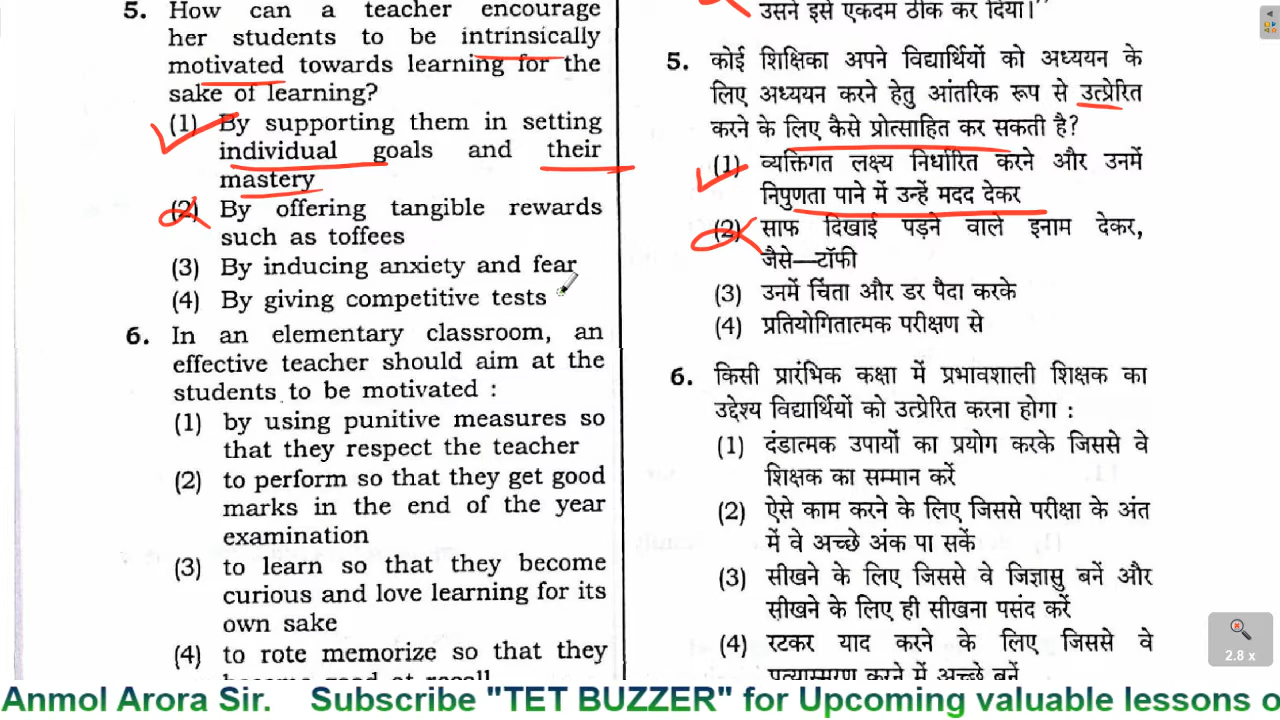 5. How can a teacher encourage
her students to be intrinsically
motivated towards learning for the
sake of learning?
(1) By supporting them in setting
individual goals and their
mastery
(2) By offering tangible rewards
such as toffees
(3) By inducing anxiety and fear
(4) By giving competitive tests
6. In an elementary classroom, an
effective teacher should aim at the
students to be motivated :
(1) by using punitive measures so
that they respect the teacher
(2) to perform so that they get good
marks in the end of the year
examination
(3) to learn so that they become
curious and love learning for its
own sake
(4) to rote memorize so that they
become good at recall
उसने इसे एकदम ठीक कर दिया।”
5. कोई शिक्षिका अपने विद्यार्थियों को अध्ययन के
लिए अध्ययन करने हेतु आंतरिक रूप से उत्प्रेरित
करने के लिए कैसे प्रोत्साहित कर सकती है?
(1) व्यक्तिगत लक्ष्य निर्धारित करने और उनमें
निपुणता पाने में उन्हें मदद देकर
(2) साफ दिखाई पड़ने वाले इनाम देकर,
जैसे—टॉफी
(3) उनमें चिंता और डर पैदा करके
(4) प्रतियोगितात्मक परीक्षण से
6. किसी प्रारंभिक कक्षा में प्रभावशाली शिक्षक का
उद्देश्य विद्यार्थियों को उत्प्रेरित करना होगा :
(1) दंडात्मक उपायों का प्रयोग करके जिससे वे
शिक्षक का सम्मान करें
(2) ऐसे काम करने के लिए जिससे परीक्षा के अंत
में वे अच्छे अंक पा सकें
(3) सीखने के लिए जिससे वे जिज्ञासु बनें और
सीखने के लिए ही सीखना पसंद करें
(4) रटकर याद करने के लिए जिससे वे
प्रत्यास्मरण करने में अच्छे बनें
2.8 x
Anmol Arora Sir. Subscribe "TET BUZZER" for Upcoming valuable lessons o